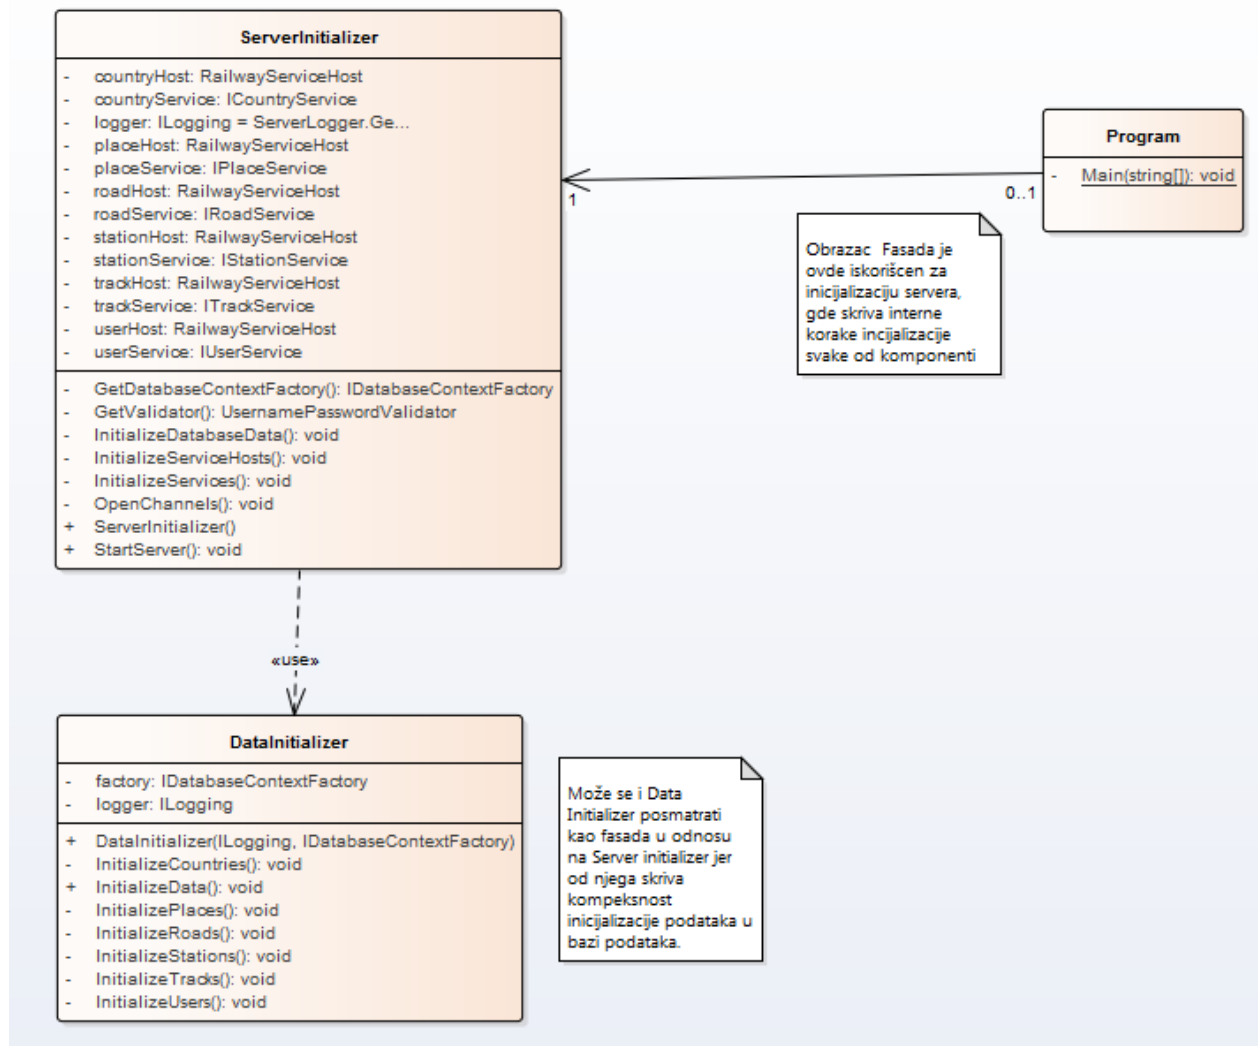 ServerInitializer
- countryHost: RailwayServiceHost
- countryService: ICountryService
- logger: ILogging = ServerLogger.Ge...
- placeHost: RailwayServiceHost
- placeService: IPlaceService
- roadHost: RailwayServiceHost
- roadService: IRoadService
- stationHost: RailwayServiceHost
- stationService: IStationService
- trackHost: RailwayServiceHost
- trackService: ITrackService
- userHost: RailwayServiceHost
- userService: IUserService
- GetDatabaseContextFactory(): IDatabaseContextFactory
- GetValidator(): UsernamePasswordValidator
- InitializeDatabaseData(): void
- InitializeServiceHosts(): void
- InitializeServices(): void
- OpenChannels(): void
+ ServerInitializer()
+ StartServer(): void
1
0..1
Program
- Main(string[]): void
Obrazac Fasada je
ovde iskorišcen za
inicijalizaciju servera,
gde skriva interne
korake incijalizacije
svake od komponenti
«use»
DataInitializer
- factory: IDatabaseContextFactory
- logger: ILogging
+ DataInitializer(ILogging, IDatabaseContextFactory)
- InitializeCountries(): void
+ InitializeData(): void
- InitializePlaces(): void
- InitializeRoads(): void
- InitializeStations(): void
- InitializeTracks(): void
- InitializeUsers(): void
Može se i Data
Initializer posmatrati
kao fasada u odnosu
na Server initializer jer
od njega skriva
kompeksnost
inicijalizacije podataka u
bazi podataka.